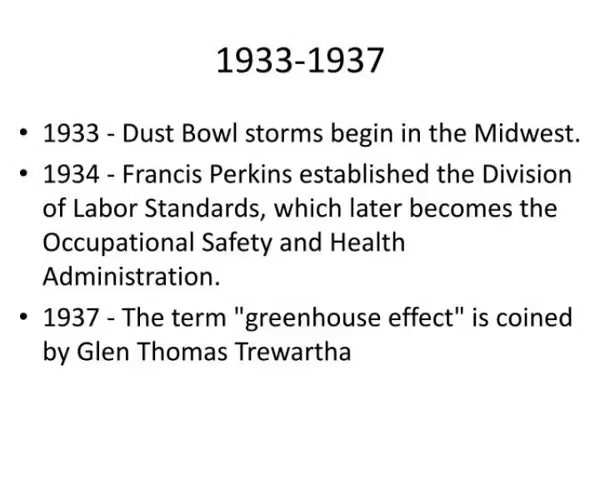 1933-1937
• 1933 - Dust Bowl storms begin in the Midwest.
• 1934 - Francis Perkins established the Division
of Labor Standards, which later becomes the
Occupational Safety and Health
Administration.
• 1937 - The term "greenhouse effect" is coined
by Glen Thomas Trewartha